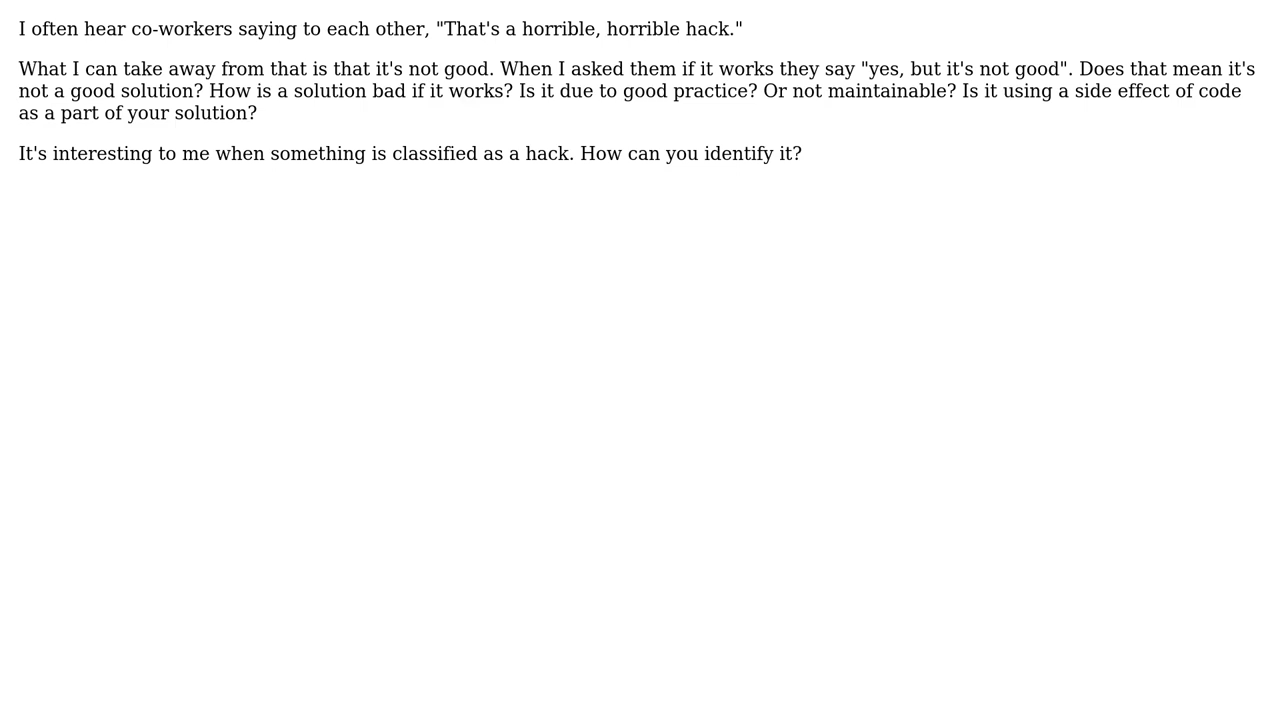 I often hear co-workers saying to each other, "That's a horrible, horrible hack."
What I can take away from that is that it's not good. When I asked them if it works they say "yes, but it's not good". Does that mean it's
not a good solution? How is a solution bad if it works? Is it due to good practice? Or not maintainable? Is it using a side effect of code
as a part of your solution?
It's interesting to me when something is classified as a hack. How can you identify it?